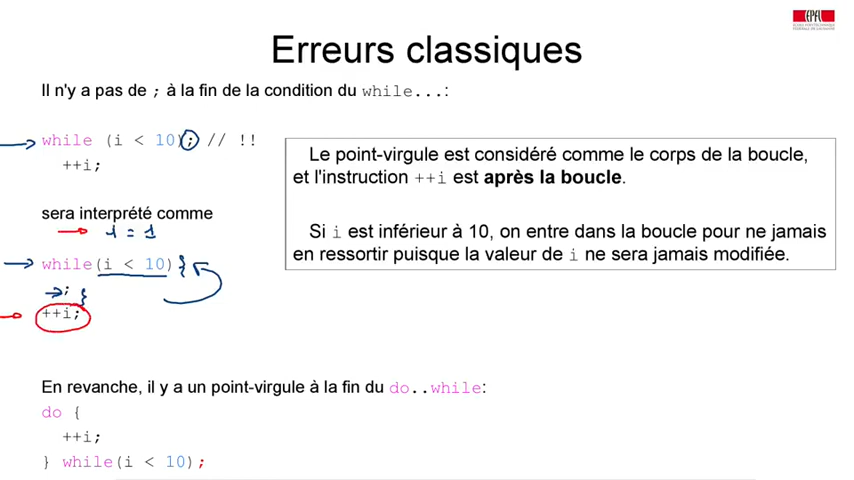 EPFL
Erreurs classiques
Il n'y a pas de ; à la fin de la condition du while...:
while (i < 10); // !!
++i;
Le point-virgule est considéré comme le corps de la boucle,
et l'instruction ++i est après la boucle.
sera interprété comme
1 = 1
Si i est inférieur à 10, on entre dans la boucle pour ne jamais
en ressortir puisque la valeur de i ne sera jamais modifiée.
while(i < 10){
; }
++i;
En revanche, il y a un point-virgule à la fin du do..while:
do {
++i;
} while(i < 10);